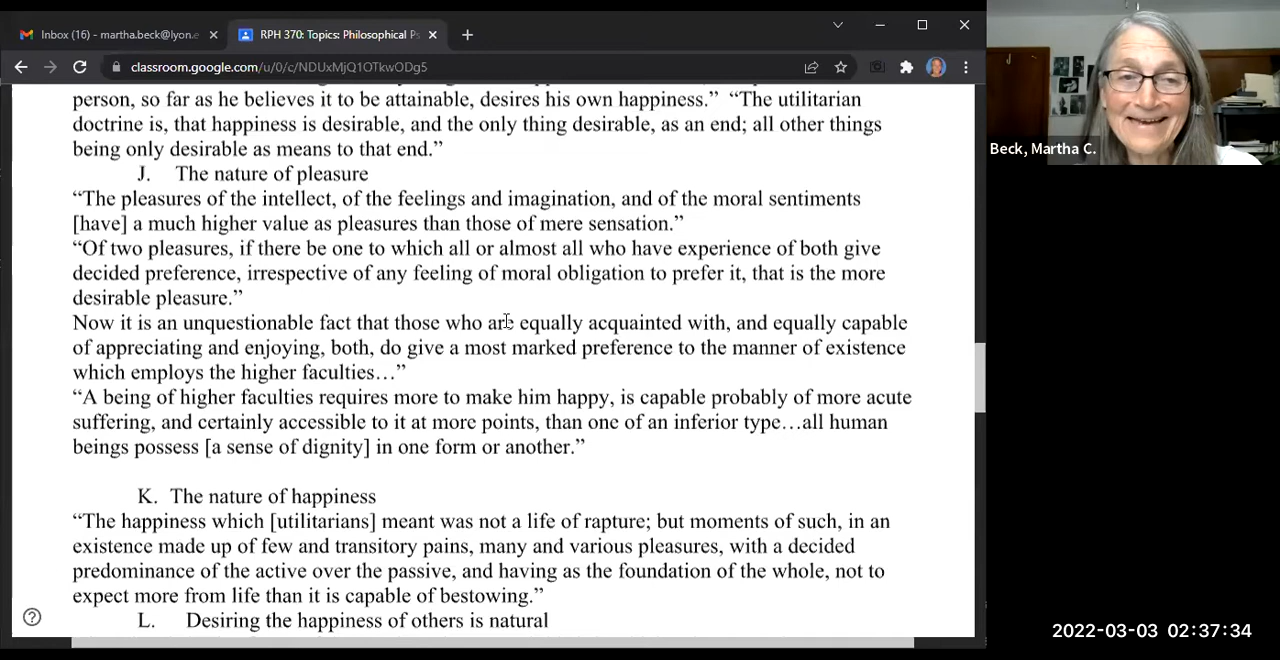 Inbox (16) - martha.beck@lyon.e
RPH 370: Topics: Philosophical Ps
classroom.google.com/u/0/c/NDUxMjQ1OTkwODg5
person, so far as he believes it to be attainable, desires his own happiness.” “The utilitarian
doctrine is, that happiness is desirable, and the only thing desirable, as an end; all other things
being only desirable as means to that end.”
J. The nature of pleasure
“The pleasures of the intellect, of the feelings and imagination, and of the moral sentiments
[have] a much higher value as pleasures than those of mere sensation.”
“Of two pleasures, if there be one to which all or almost all who have experience of both give
decided preference, irrespective of any feeling of moral obligation to prefer it, that is the more
desirable pleasure.”
Now it is an unquestionable fact that those who are equally acquainted with, and equally capable
of appreciating and enjoying, both, do give a most marked preference to the manner of existence
which employs the higher faculties…”
“A being of higher faculties requires more to make him happy, is capable probably of more acute
suffering, and certainly accessible to it at more points, than one of an inferior type…all human
beings possess [a sense of dignity] in one form or another.”
K. The nature of happiness
“The happiness which [utilitarians] meant was not a life of rapture; but moments of such, in an
existence made up of few and transitory pains, many and various pleasures, with a decided
predominance of the active over the passive, and having as the foundation of the whole, not to
expect more from life than it is capable of bestowing.”
L. Desiring the happiness of others is natural
Beck, Martha C.
2022-03-03 02:37:34